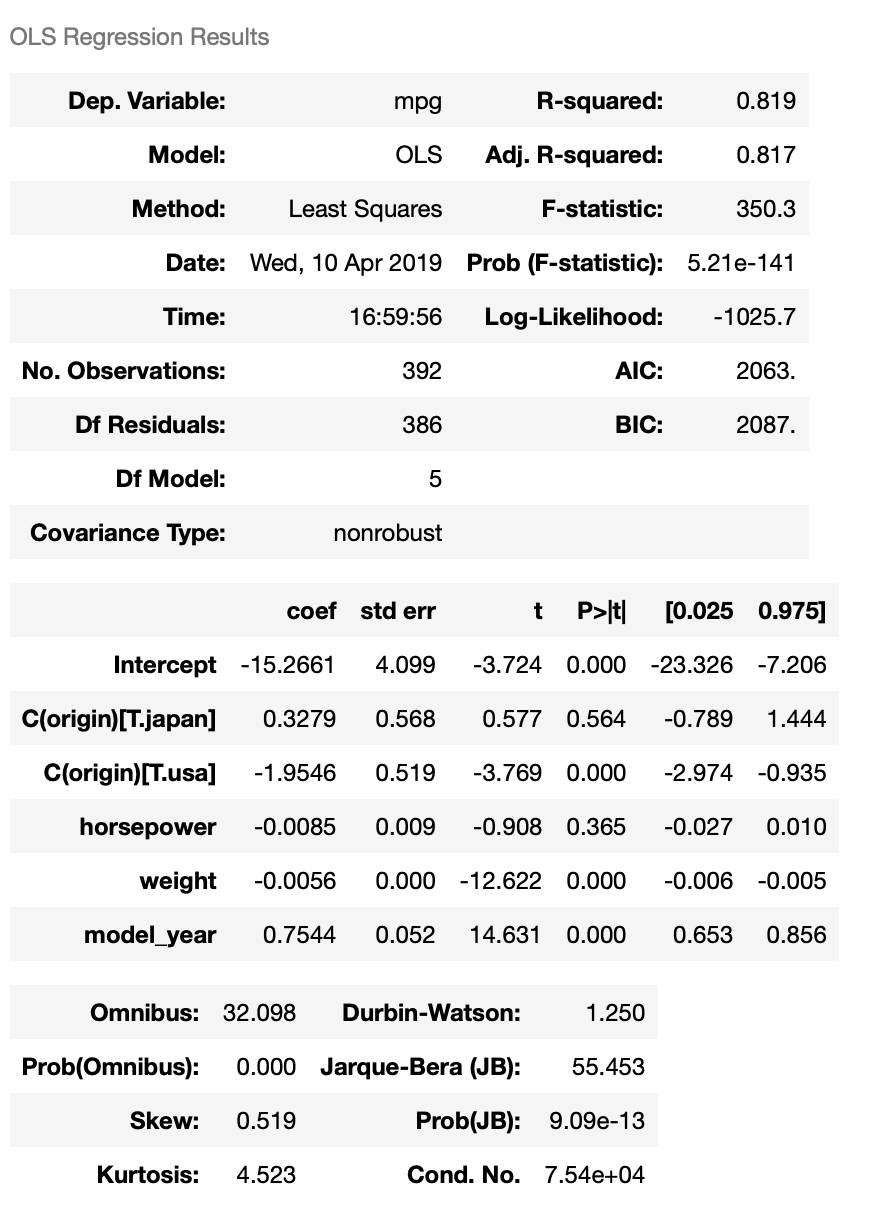 OLS Regression Results
Dep. Variable: mpg R-squared: 0.819
Model: OLS Adj. R-squared: 0.817
Method: Least Squares F-statistic: 350.3
Date: Wed, 10 Apr 2019 Prob (F-statistic): 5.21e-141
Time: 16:59:56 Log-Likelihood: -1025.7
No. Observations: 392 AIC: 2063.
Df Residuals: 386 BIC: 2087.
Df Model: 5
Covariance Type: nonrobust
coef std err t P>|t| [0.025 0.975]
Intercept -15.2661 4.099 -3.724 0.000 -23.326 -7.206
C(origin)[T.japan] 0.3279 0.568 0.577 0.564 -0.789 1.444
C(origin)[T.usa] -1.9546 0.519 -3.769 0.000 -2.974 -0.935
horsepower -0.0085 0.009 -0.908 0.365 -0.027 0.010
weight -0.0056 0.000 -12.622 0.000 -0.006 -0.005
model_year 0.7544 0.052 14.631 0.000 0.653 0.856
Omnibus: 32.098 Durbin-Watson: 1.250
Prob(Omnibus): 0.000 Jarque-Bera (JB): 55.453
Skew: 0.519 Prob(JB): 9.09e-13
Kurtosis: 4.523 Cond. No. 7.54e+04